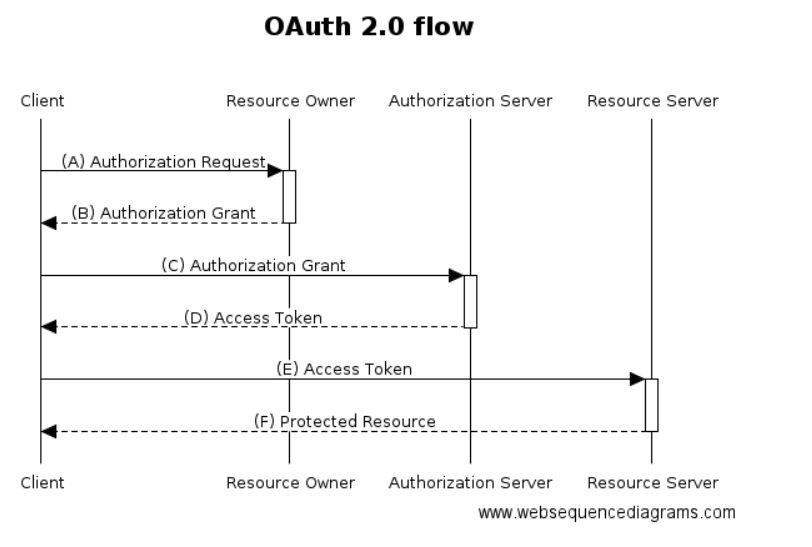 OAuth 2.0 flow
Client Resource Owner Authorization Server Resource Server
(A) Authorization Request
(B) Authorization Grant
(C) Authorization Grant
(D) Access Token
(E) Access Token
(F) Protected Resource
Client Resource Owner Authorization Server Resource Server
www.websequencediagrams.com